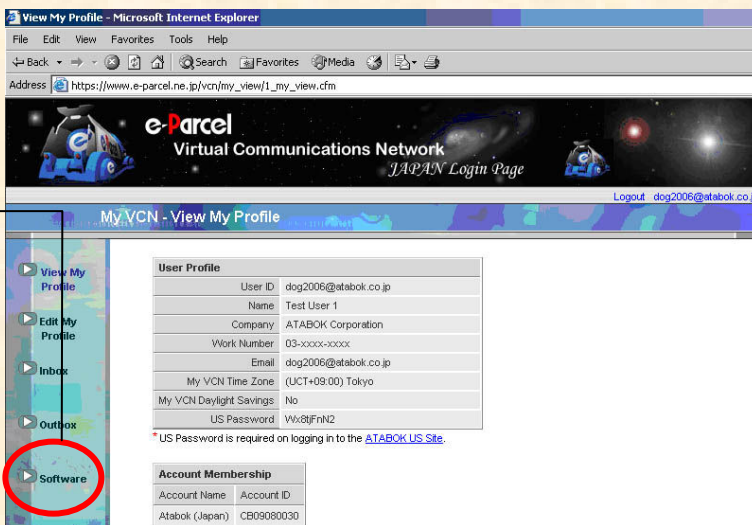 View My Profile - Microsoft Internet Explorer
File Edit View Favorites Tools Help
Back Search Favorites Media
Address https://www.e-parcel.ne.jp/vcn/my_view/1_my_view.cfm
e-Parcel
Virtual Communications Network
JAPAN Login Page
Logout dog2006@atabok.co.j
My VCN - View My Profile
View My
Profile
Edit My
Profile
Inbox
Outbox
Software
User Profile
User ID dog2006@atabok.co.jp
Name Test User 1
Company ATABOK Corporation
Work Number 03-xxxx-xxxx
Email dog2006@atabok.co.jp
My VCN Time Zone (UCT+09:00) Tokyo
My VCN Daylight Savings No
US Password
* US Password is required on logging in to the ATABOK US Site.
Account Membership
Account Name Account ID
Atabok (Japan) CB09080030